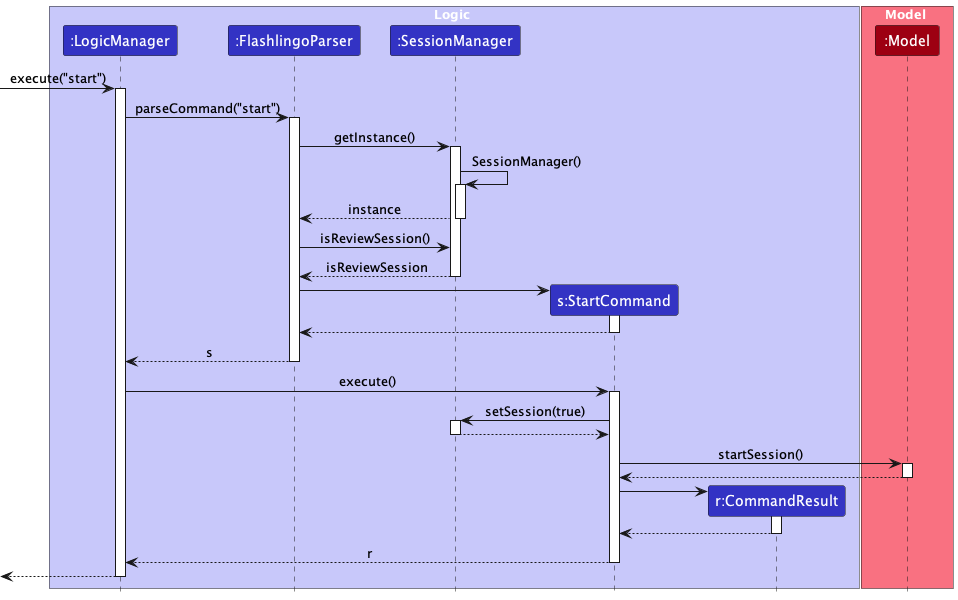 Logic
Model
:LogicManager
:FlashlingoParser
:SessionManager
:Model
execute("start")
parseCommand("start")
getInstance()
SessionManager()
instance
isReviewSession()
isReviewSession
s:StartCommand
s
execute()
setSession(true)
startSession()
r:CommandResult
r